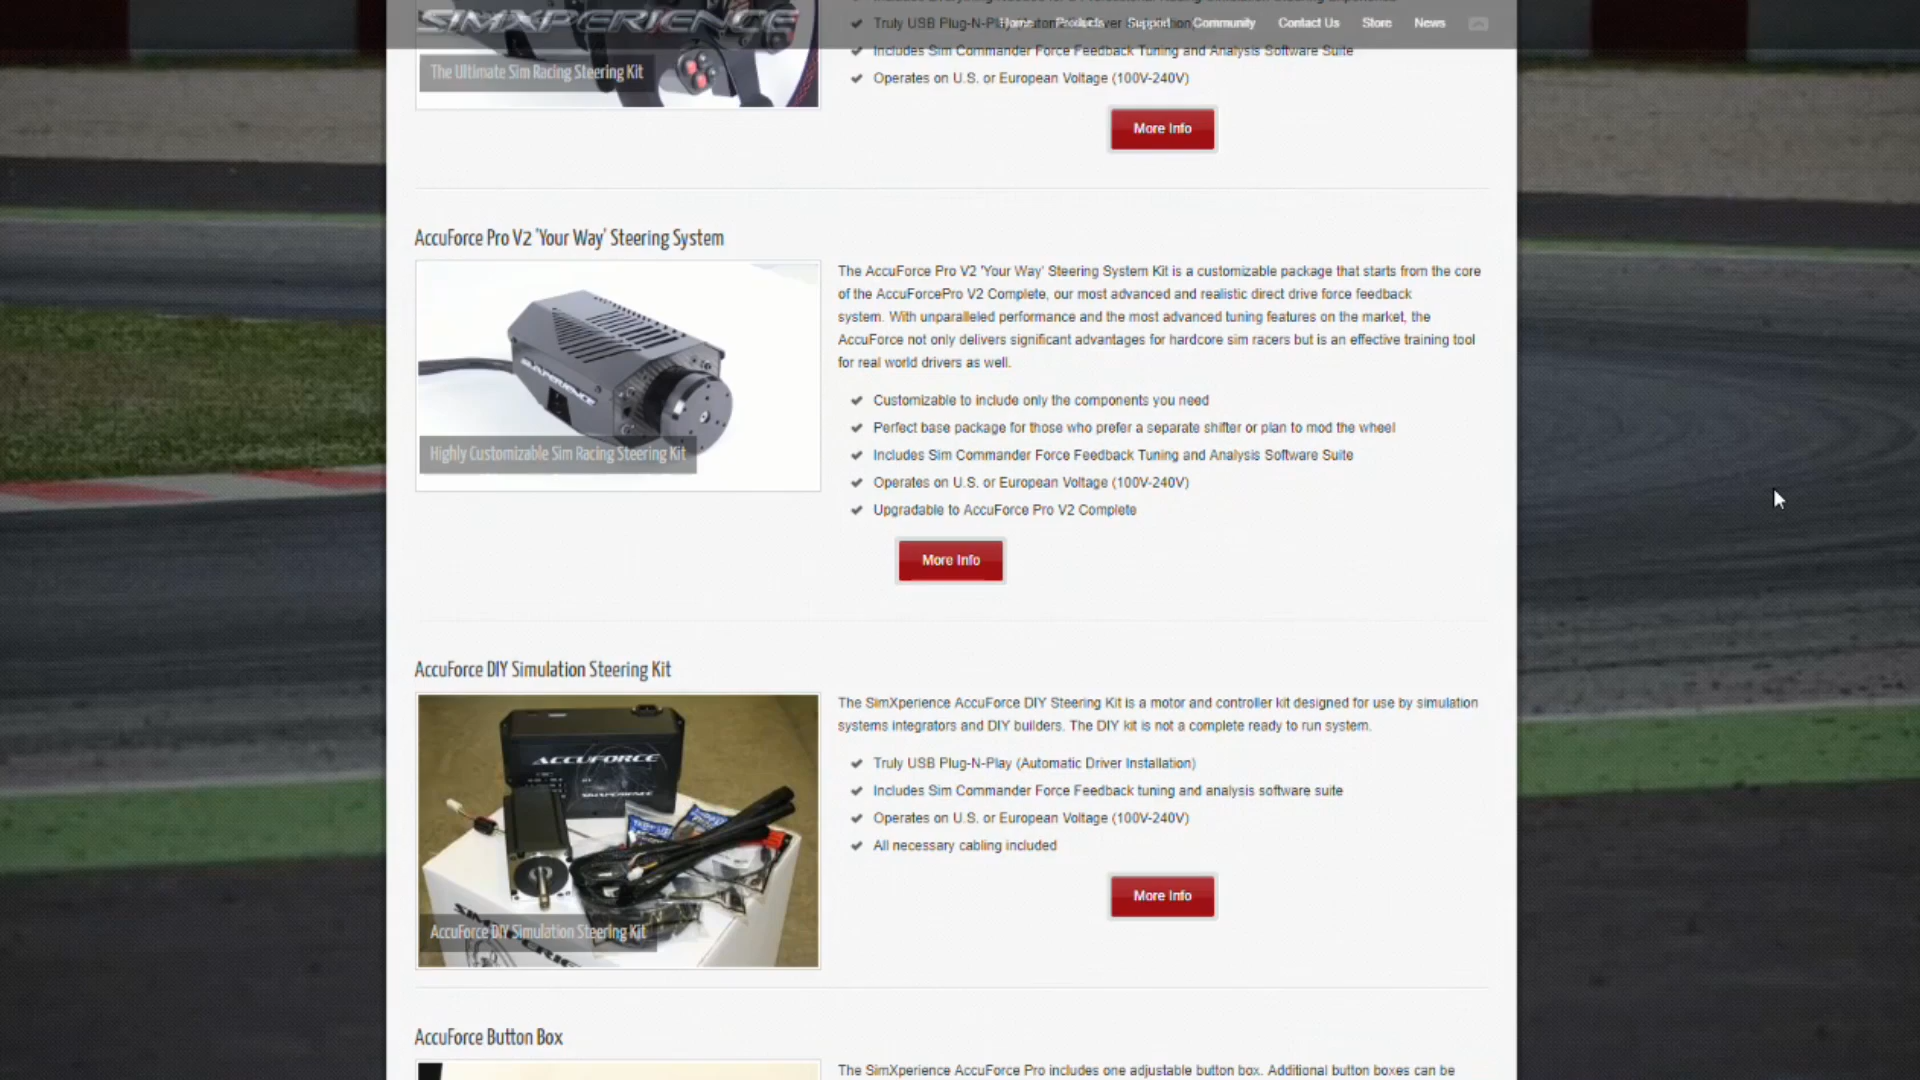 SIMXPERIENCE
Home Products Support Community Contact Us Store News
Truly USB Plug-N-Play (Automatic Driver Installation)
Includes Sim Commander Force Feedback Tuning and Analysis Software Suite
The Ultimate Sim Racing Steering Kit
Operates on U.S. or European Voltage (100V-240V)
More Info
AccuForce Pro V2 'Your Way' Steering System
The AccuForce Pro V2 'Your Way' Steering System Kit is a customizable package that starts from the core
of the AccuForcePro V2 Complete, our most advanced and realistic direct drive force feedback
system. With unparalleled performance and the most advanced tuning features on the market, the
AccuForce not only delivers significant advantages for hardcore sim racers but is an effective training tool
for real world drivers as well.
SIMXPERIENCE
Highly Customizable Sim Racing Steering Kit
Customizable to include only the components you need
Perfect base package for those who prefer a separate shifter or plan to mod the wheel
Includes Sim Commander Force Feedback Tuning and Analysis Software Suite
Operates on U.S. or European Voltage (100V-240V)
Upgradable to AccuForce Pro V2 Complete
More Info
AccuForce DIY Simulation Steering Kit
The SimXperience AccuForce DIY Steering Kit is a motor and controller kit designed for use by simulation
systems integrators and DIY builders. The DIY kit is not a complete ready to run system.
ACCUFORCE
SIMXPERIENCE
AccuForce DIY Simulation Steering Kit
Truly USB Plug-N-Play (Automatic Driver Installation)
Includes Sim Commander Force Feedback tuning and analysis software suite
Operates on U.S. or European Voltage (100V-240V)
All necessary cabling included
More Info
AccuForce Button Box
The SimXperience AccuForce Pro includes one adjustable button box. Additional button boxes can be